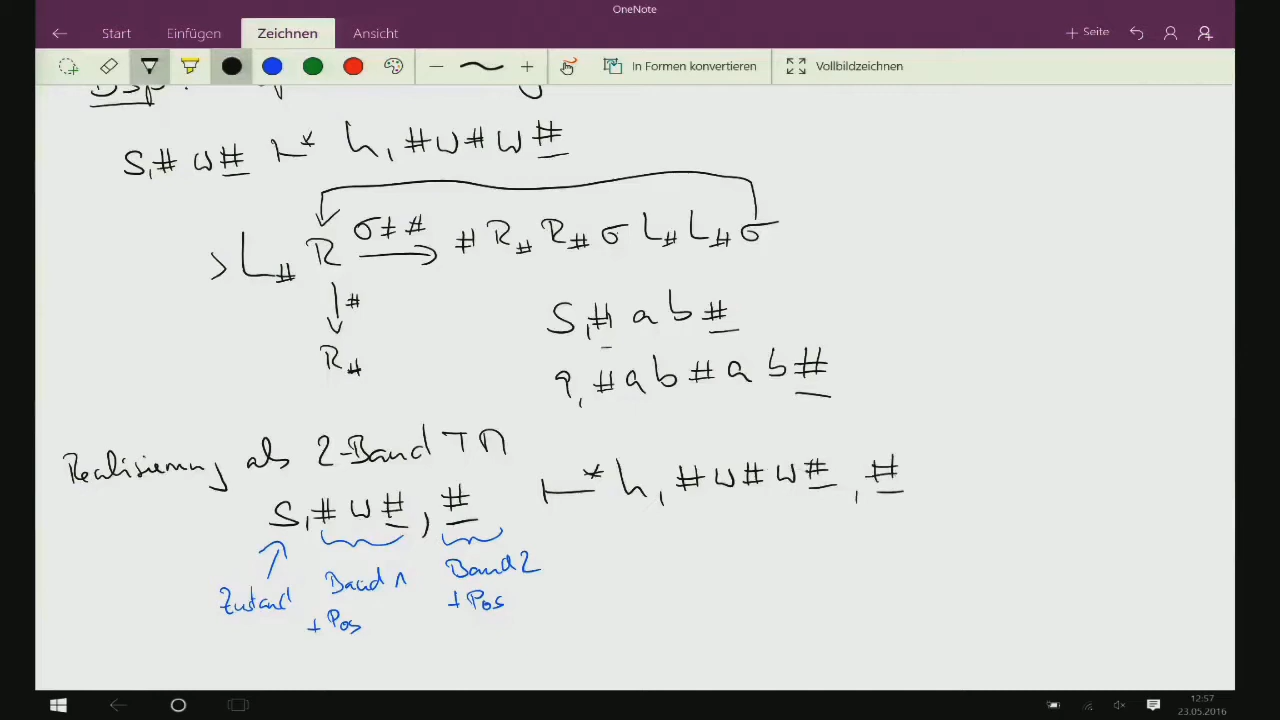 OneNote
Start Einfügen Zeichnen Ansicht + Seite
In Formen konvertieren Vollbildzeichnen
Bsp.:
s, # w # ⊢* h, # w # w #
> L# R σ≠# # R# R# σ L# L# σ
#
R#
s, # a b #
q, # a b # a b #
Realisierung als 2-Band TM
s, # w #, # ⊢* h, # w # w #, #
Zustand Band 1 + Pos Band 2 + Pos
12:57
23.05.2016